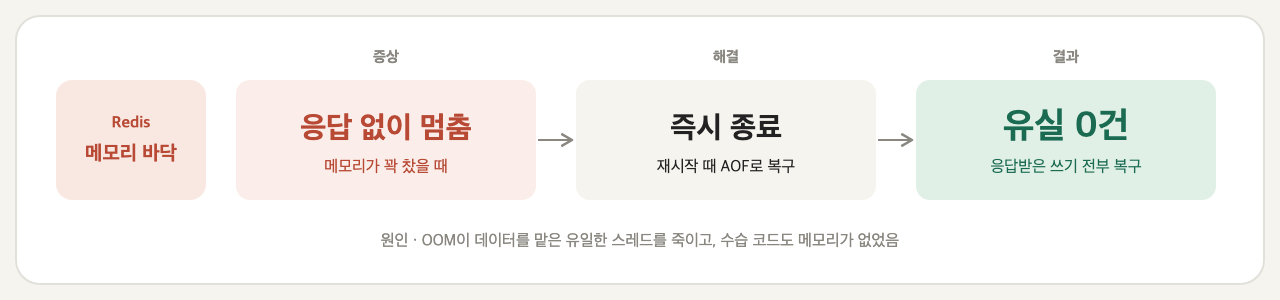 증상
해결
결과
Redis
메모리 바닥
응답 없이 멈춤
메모리가 꽉 찼을 때
즉시 종료
재시작 때 AOF로 복구
유실 0건
응답받은 쓰기 전부 복구
원인 · OOM이 데이터를 맡은 유일한 스레드를 죽이고, 수습 코드도 메모리가 없었음